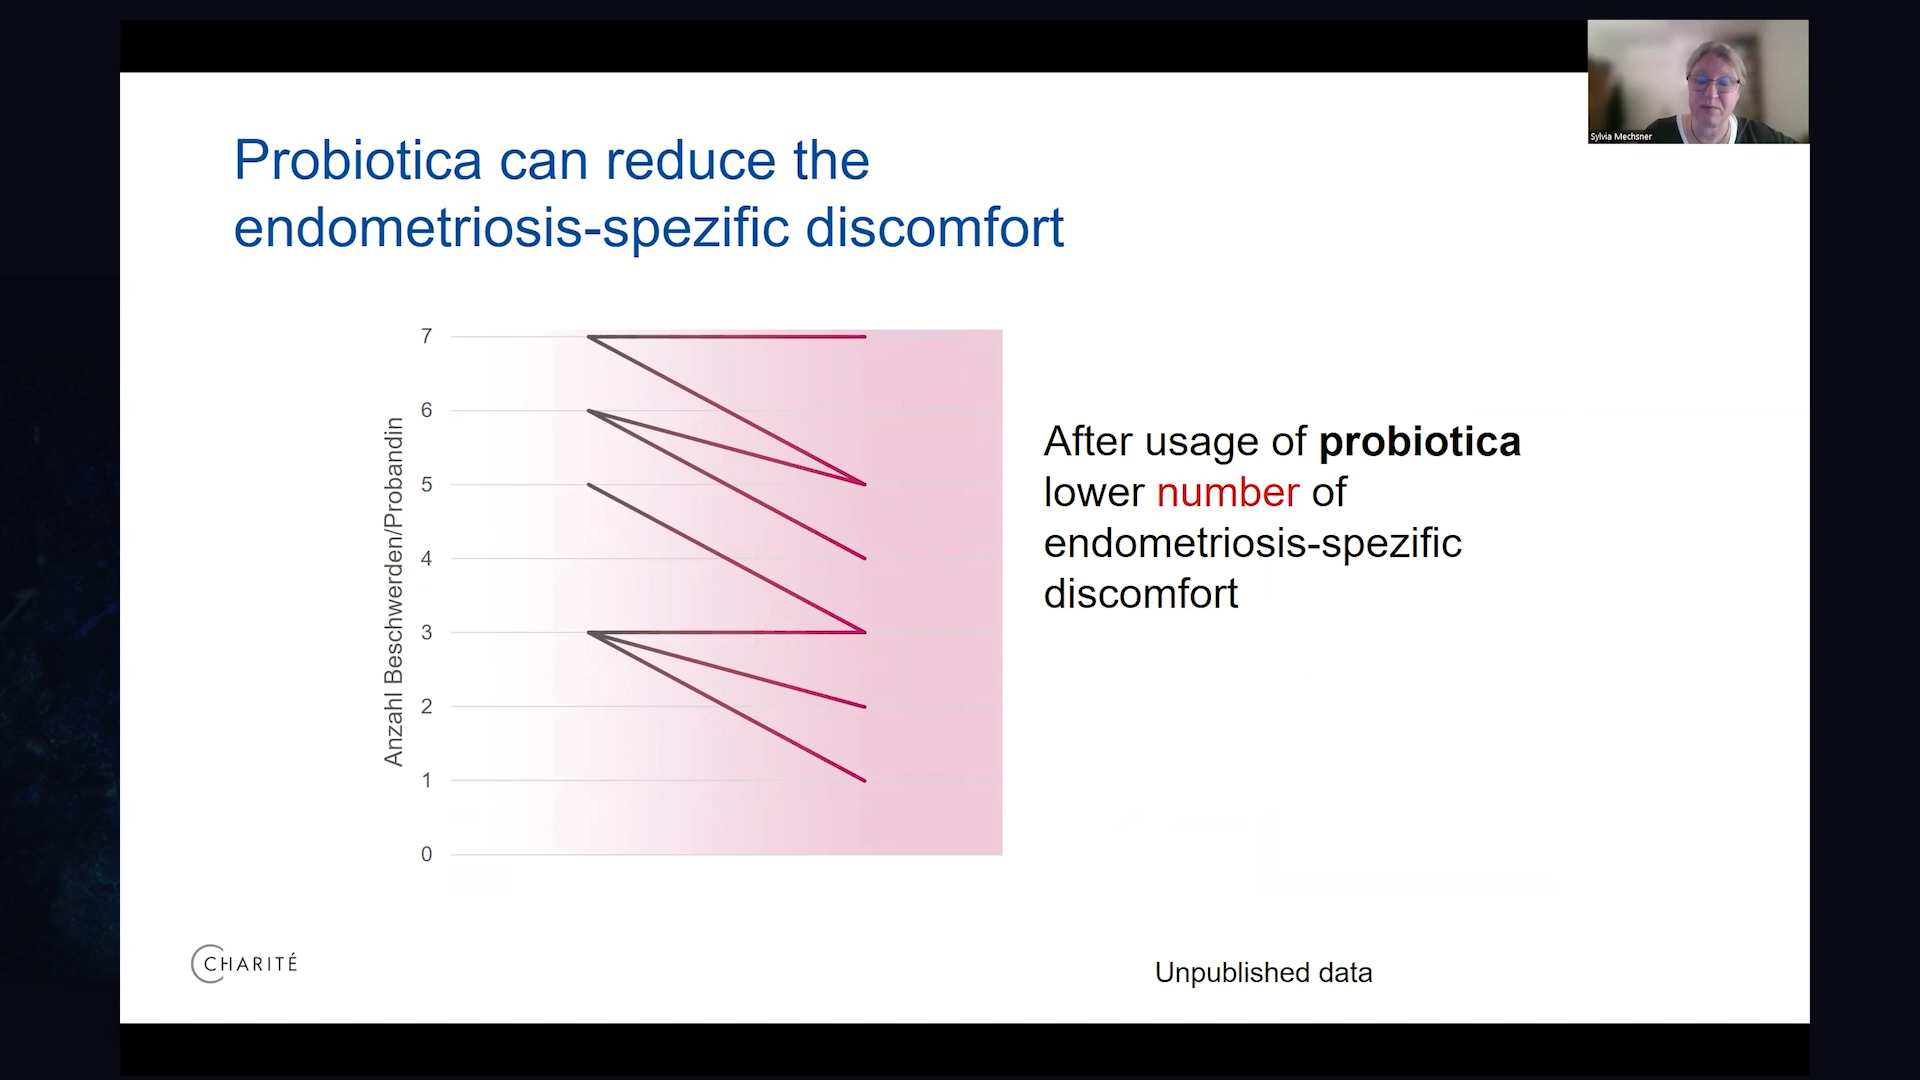 Sylvia Mechsner
Probiotica can reduce the
endometriosis-spezific discomfort
Anzahl Beschwerden/Probandin
7
6
5
4
3
2
1
0
After usage of probiotica
lower number of
endometriosis-spezific
discomfort
CHARITÉ
Unpublished data